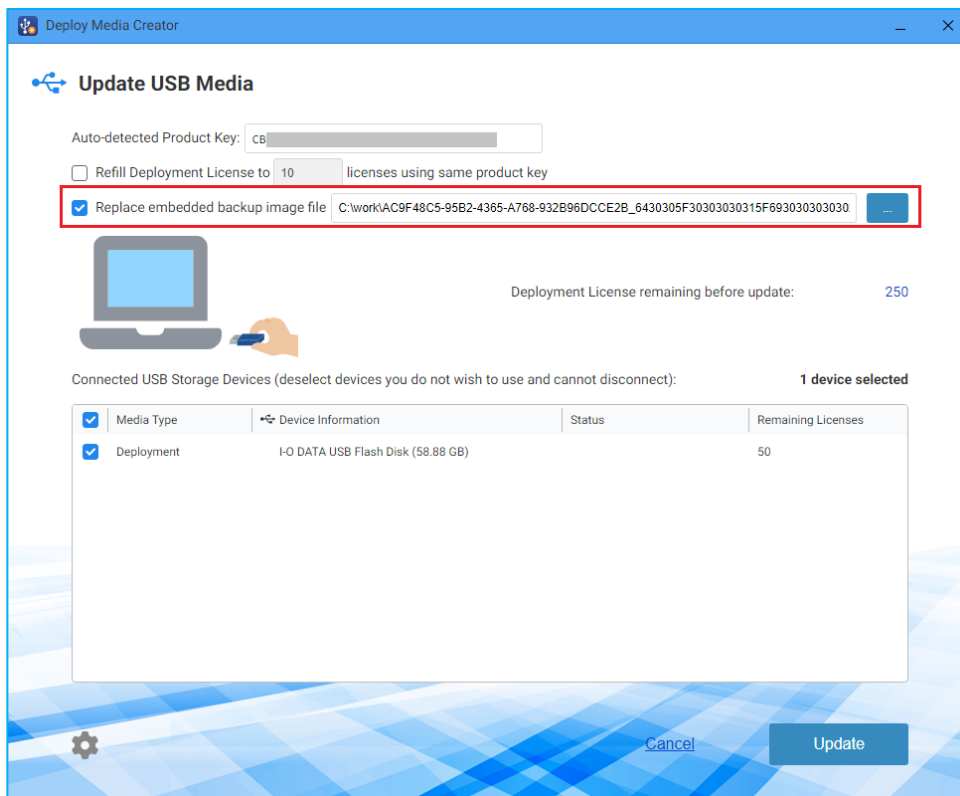 Deploy Media Creator
Update USB Media
Auto-detected Product Key: CB
Refill Deployment License to 10 licenses using same product key
Replace embedded backup image file C:\work\AC9F48C5-95B2-4365-A768-932B96DCCE2B_6430305F30303030315F693030303030. ...
Deployment License remaining before update: 250
Connected USB Storage Devices (deselect devices you do not wish to use and cannot disconnect): 1 device selected
Media Type Device Information Status Remaining Licenses
Deployment I-O DATA USB Flash Disk (58.88 GB) 50
Cancel Update